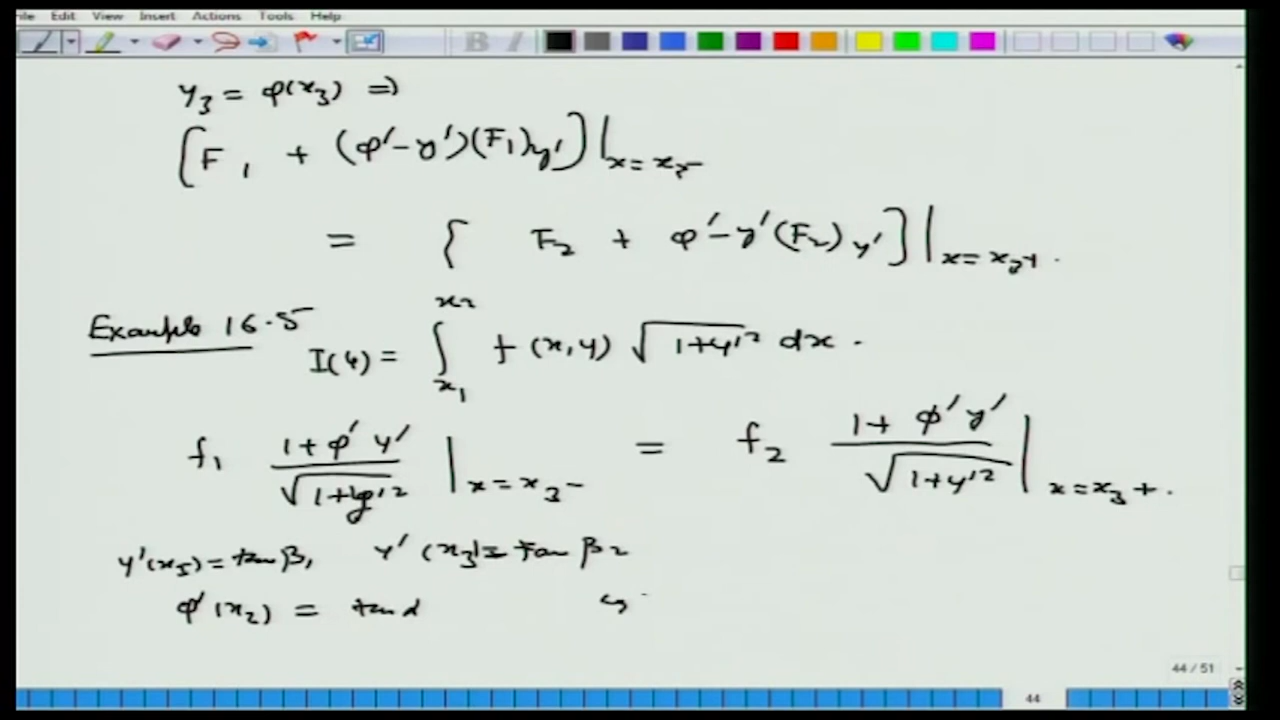 File Edit View Insert Actions Tools Help
y₃ = φ(x₃) ⇒
[F₁ + (φ' - y')(F₁)y']|ₓ₌ₓ₃₋
= { F₂ + φ' - y'(F₂)y']|ₓ₌ₓ₃₊ .
Example 16.5
I(y) = ∫_{x₁}^{x₂} f(x,y) √(1+y'²) dx .
f₁ (1+φ'y')/√(1+y'²) |ₓ₌ₓ₃₋ = f₂ (1+φ'y')/√(1+y'²) |ₓ₌ₓ₃₊ .
y'(x₃) = tan β₁ y'(x₃) = tan β₂
φ'(x₂) = tan α
44 / 51
44